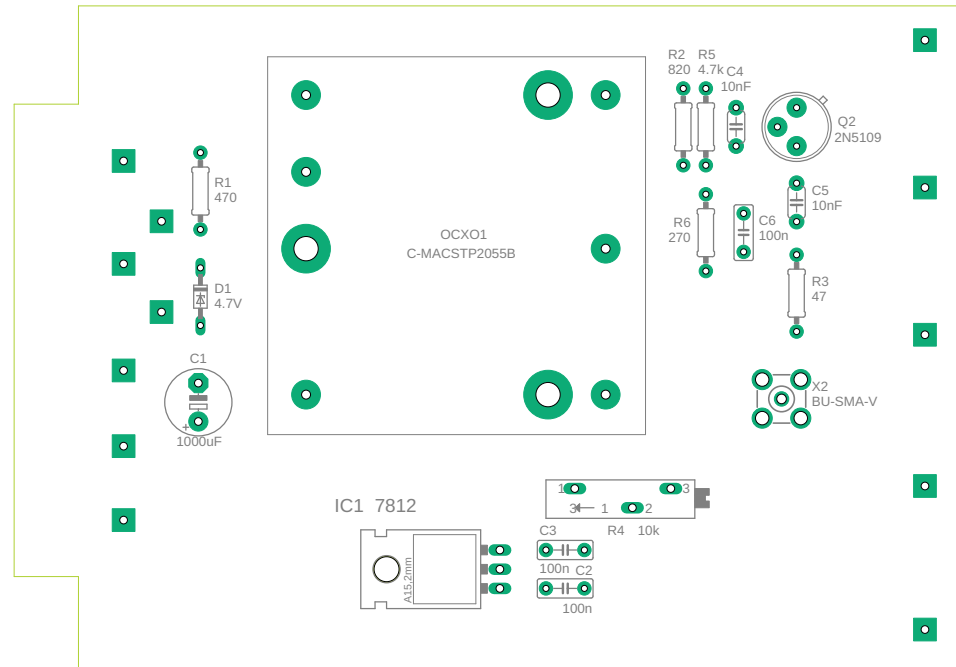 R2 R5
820 4.7k C4
10nF
Q2
2N5109
R1
470
C5
10nF
R6
270
C6
100n
OCXO1
C-MACSTP2055B
R3
47
D1
4.7V
C1
+
1000uF
X2
BU-SMA-V
1 3
3 1 2
R4 10k
IC1 7812
A15,2mm
C3
100n C2
100n